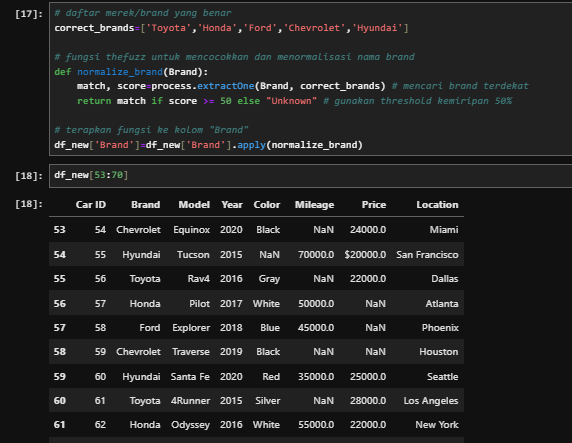 [17]: # daftar merek/brand yang benar
correct_brands=['Toyota','Honda','Ford','Chevrolet','Hyundai']
# fungsi thefuzz untuk mencocokkan dan menormalisasi nama brand
def normalize_brand(Brand):
match, score=process.extractOne(Brand, correct_brands) # mencari brand terdekat
return match if score >= 50 else "Unknown" # gunakan threshold kemiripan 50%
# terapkan fungsi ke kolom "Brand"
df_new['Brand']=df_new['Brand'].apply(normalize_brand)
[18]: df_new[53:70]
[18]: Car ID Brand Model Year Color Mileage Price Location
53 54 Chevrolet Equinox 2020 Black NaN 24000.0 Miami
54 55 Hyundai Tucson 2015 NaN 70000.0 $20000.0 San Francisco
55 56 Toyota Rav4 2016 Gray NaN 22000.0 Dallas
56 57 Honda Pilot 2017 White 50000.0 NaN Atlanta
57 58 Ford Explorer 2018 Blue 45000.0 NaN Phoenix
58 59 Chevrolet Traverse 2019 Black NaN NaN Houston
59 60 Hyundai Santa Fe 2020 Red 35000.0 25000.0 Seattle
60 61 Toyota 4Runner 2015 Silver NaN 28000.0 Los Angeles
61 62 Honda Odyssey 2016 White 55000.0 22000.0 New York